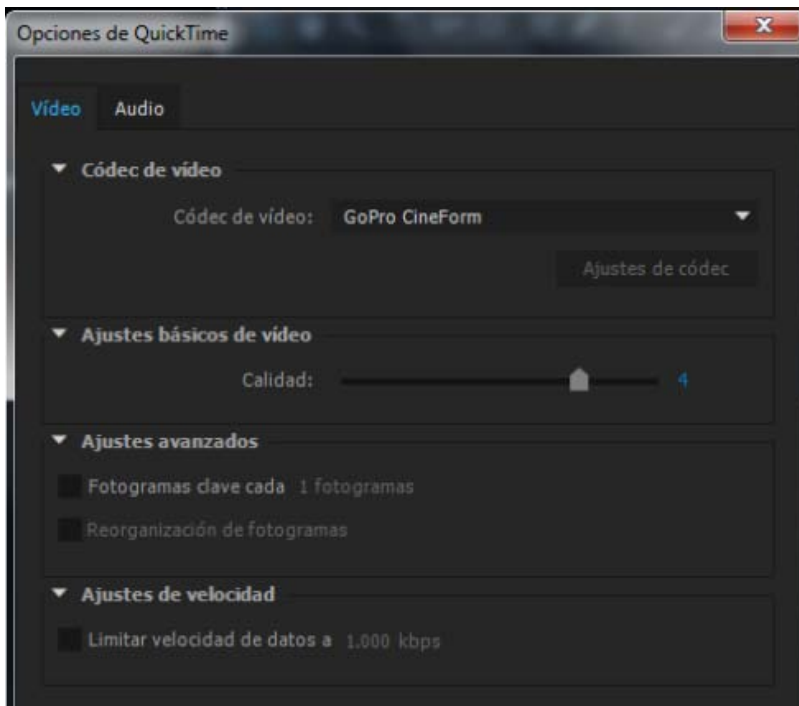 Opciones de QuickTime
Vídeo Audio
Códec de vídeo
Códec de vídeo: GoPro CineForm
Ajustes de códec
Ajustes básicos de vídeo
Calidad: 4
Ajustes avanzados
Fotogramas clave cada 1 fotogramas
Reorganización de fotogramas
Ajustes de velocidad
Limitar velocidad de datos a 1.000 kbps